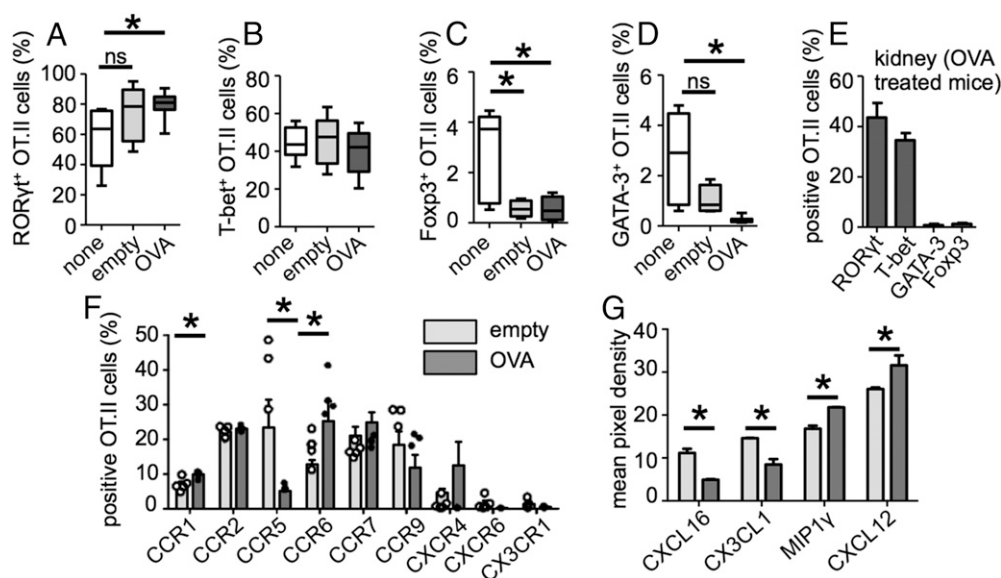 A
RORγt+ OT.II cells (%)
*
ns
100
80
60
40
20
0
none
empty
OVA
B
T-bet+ OT.II cells (%)
80
60
40
20
0
none
empty
OVA
C
Foxp3+ OT.II cells (%)
*
*
6
4
2
0
none
empty
OVA
D
GATA-3+ OT.II cells (%)
*
ns
6
4
2
0
none
empty
OVA
E
kidney (OVA
treated mice)
positive OT.II cells (%)
60
40
20
0
RORγt
T-bet
GATA-3
Foxp3
F
positive OT.II cells (%)
*
*
*
empty
OVA
50
40
30
20
10
0
CCR1
CCR2
CCR5
CCR6
CCR7
CCR9
CXCR4
CXCR6
CX3CR1
G
mean pixel density
*
*
*
*
40
30
20
10
0
CXCL16
CX3CL1
MIP1γ
CXCL12